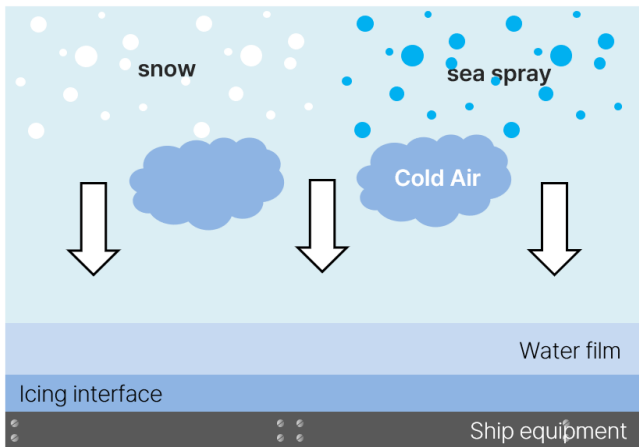 snow
sea spray
Cold Air
Water film
Icing interface
Ship equipment